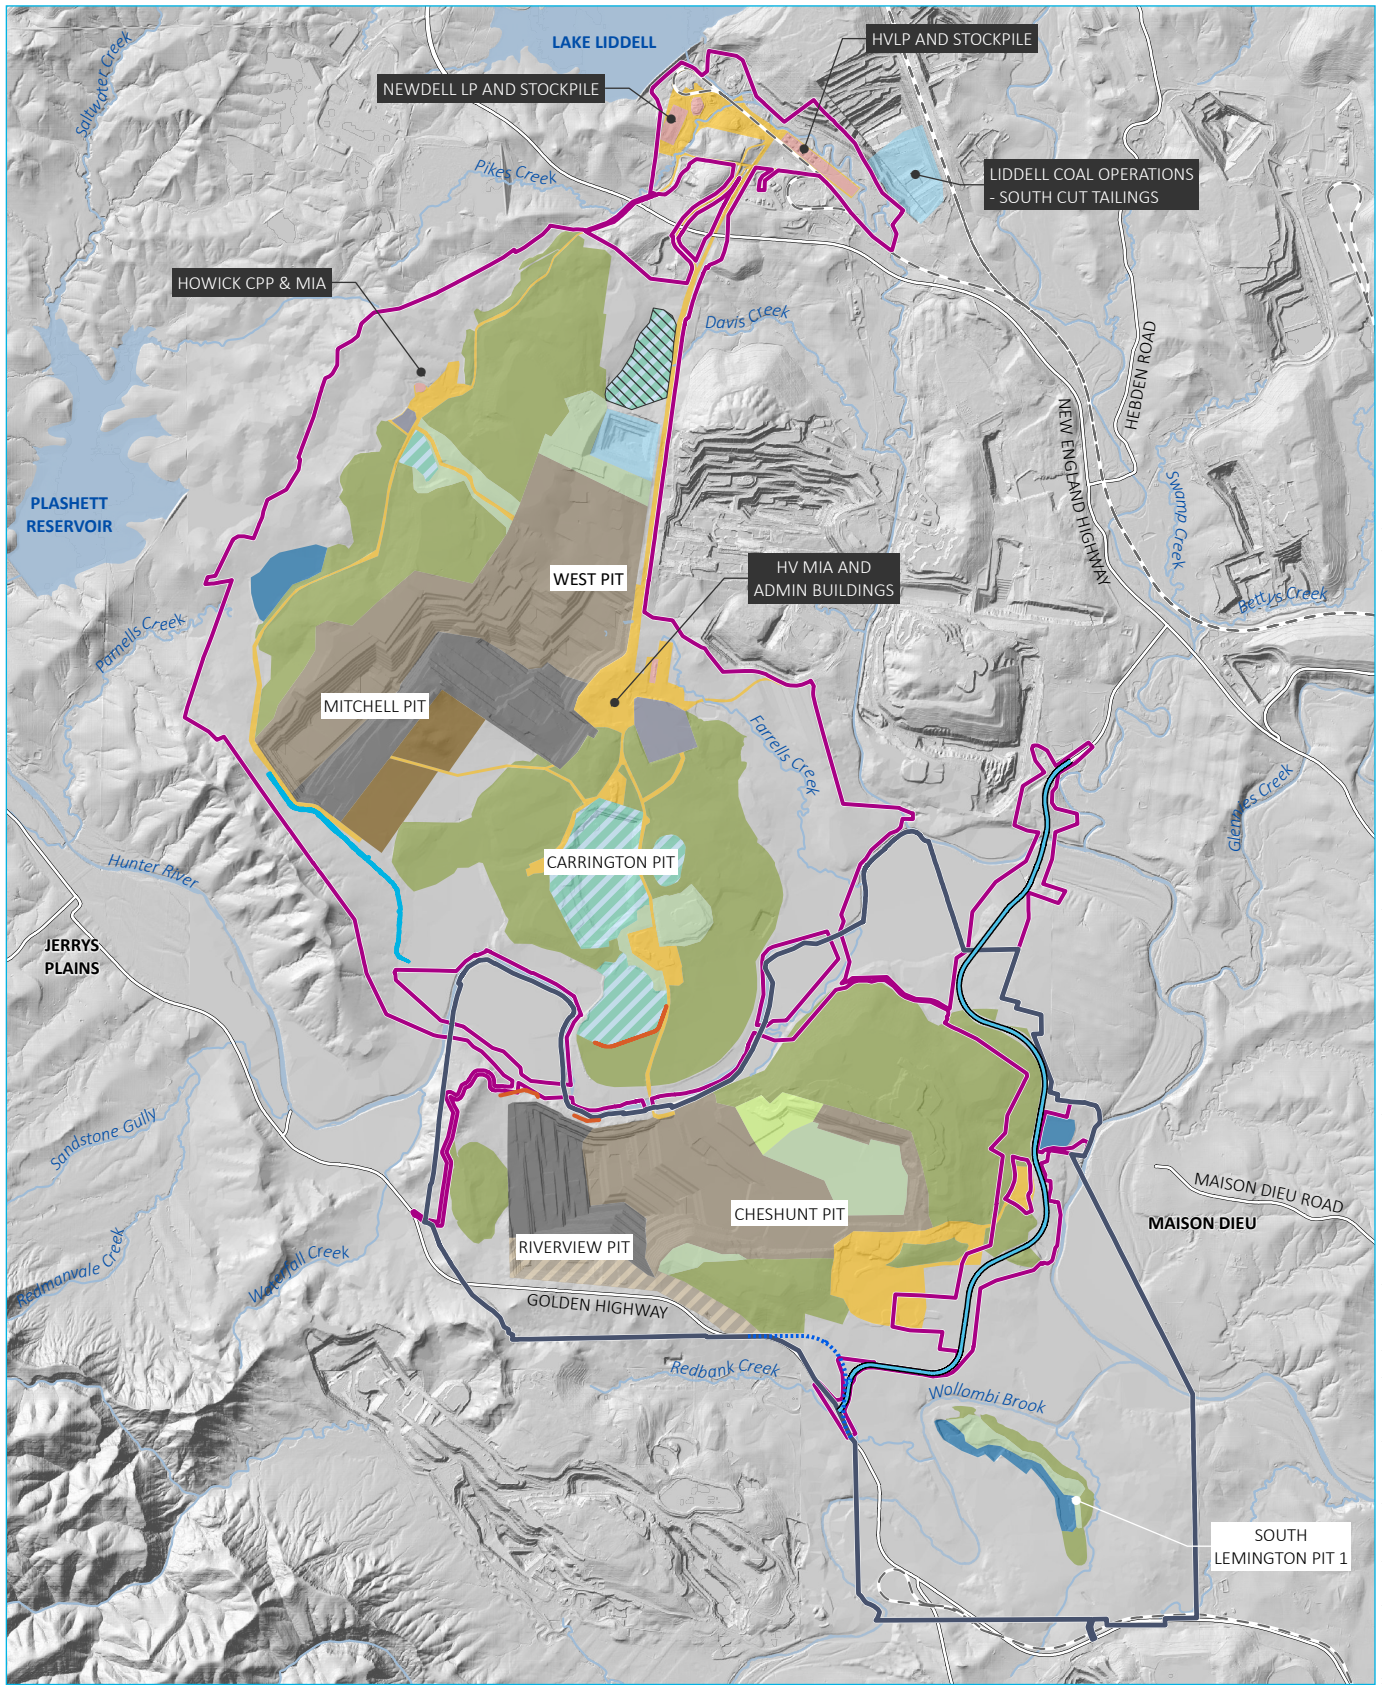 LAKE LIDDELL
HVLP AND STOCKPILE
NEWDELL LP AND STOCKPILE
Saltwater Creek
Pikes Creek
LIDDELL COAL OPERATIONS
- SOUTH CUT TAILINGS
HOWICK CPP & MIA
Davis Creek
HEBDEN ROAD
NEW ENGLAND HIGHWAY
PLASHETT
RESERVOIR
Swamp Creek
WEST PIT
HV MIA AND
ADMIN BUILDINGS
Bettys Creek
Parnells Creek
MITCHELL PIT
Farrells Creek
Glennies Creek
Hunter River
CARRINGTON PIT
JERRYS
PLAINS
Sandstone Gully
MAISON DIEU ROAD
MAISON DIEU
CHESHUNT PIT
RIVERVIEW PIT
Redmanvale Creek
Waterfall Creek
GOLDEN HIGHWAY
Redbank Creek
Wollombi Brook
SOUTH
LEMINGTON PIT 1